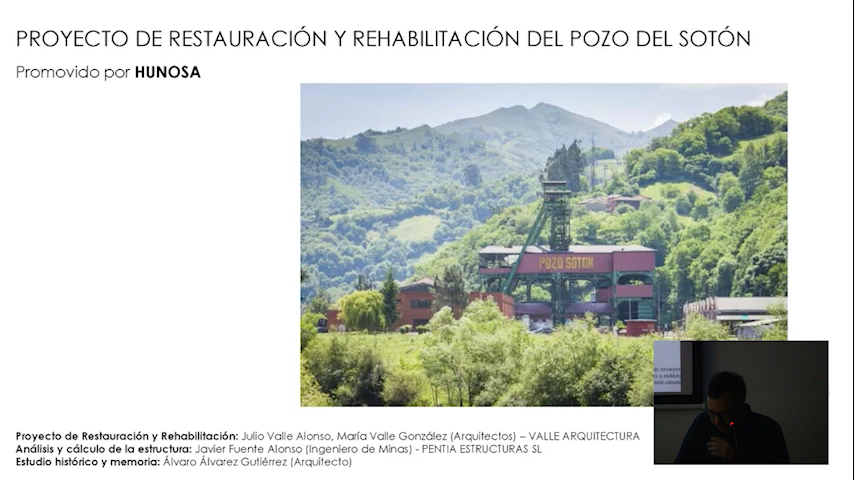 PROYECTO DE RESTAURACIÓN Y REHABILITACIÓN DEL POZO DEL SOTÓN
Promovido por HUNOSA
POZO SOTÓN
Proyecto de Restauración y Rehabilitación: Julio Valle Alonso, María Valle González (Arquitectos) – VALLE ARQUITECTURA
Análisis y cálculo de la estructura: Javier Fuente Alonso (Ingeniero de Minas) - PENTIA ESTRUCTURAS SL
Estudio histórico y memoria: Álvaro Álvarez Gutiérrez (Arquitecto)